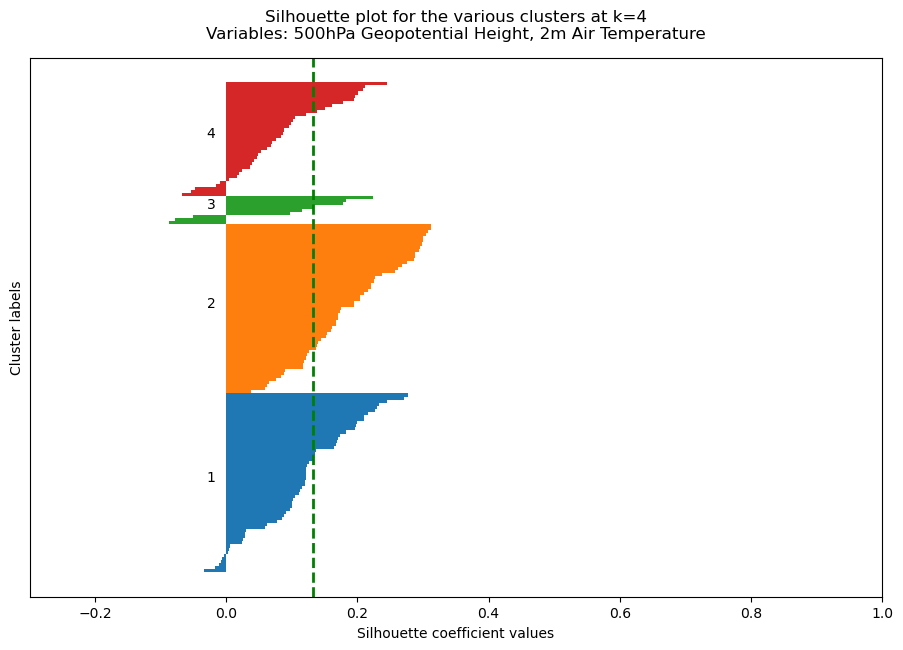 Silhouette plot for the various clusters at k=4
Variables: 500hPa Geopotential Height, 2m Air Temperature
4
3
2
1
Cluster labels
−0.2 0.0 0.2 0.4 0.6 0.8 1.0
Silhouette coefficient values